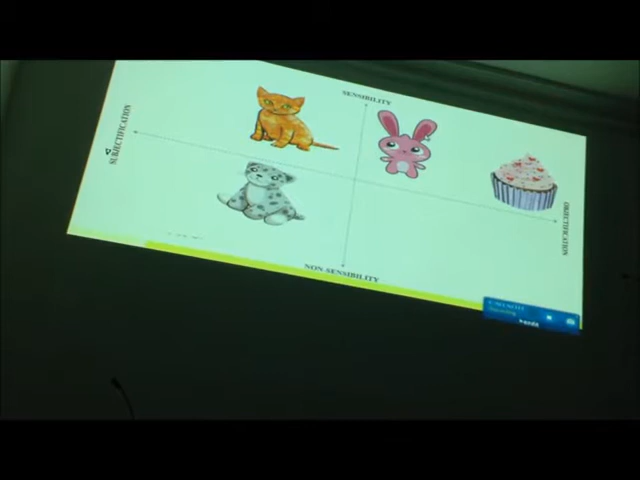 SENSIBILITY
SUBJECTIFICATION
OBJECTIFICATION
NON SENSIBILITY